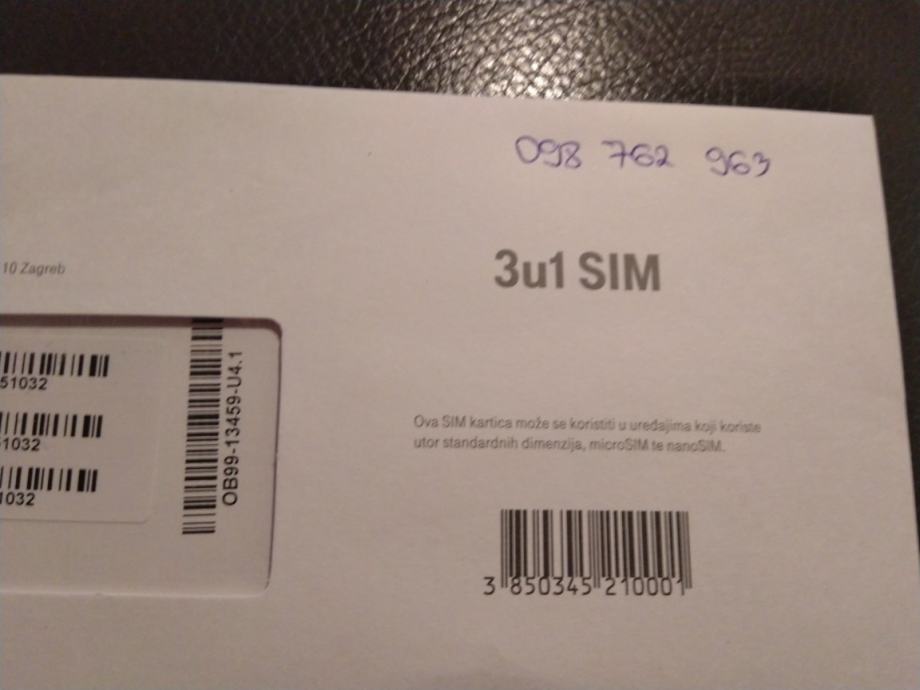 098 762 963
3u1 SIM
10 Zagreb
51032
51032
1032
OB99-13459-U4.1
Ova SIM kartica može se koristiti u uređajima koji koriste
utor standardnih dimenzija, microSIM te nanoSIM.
3 850345 210001